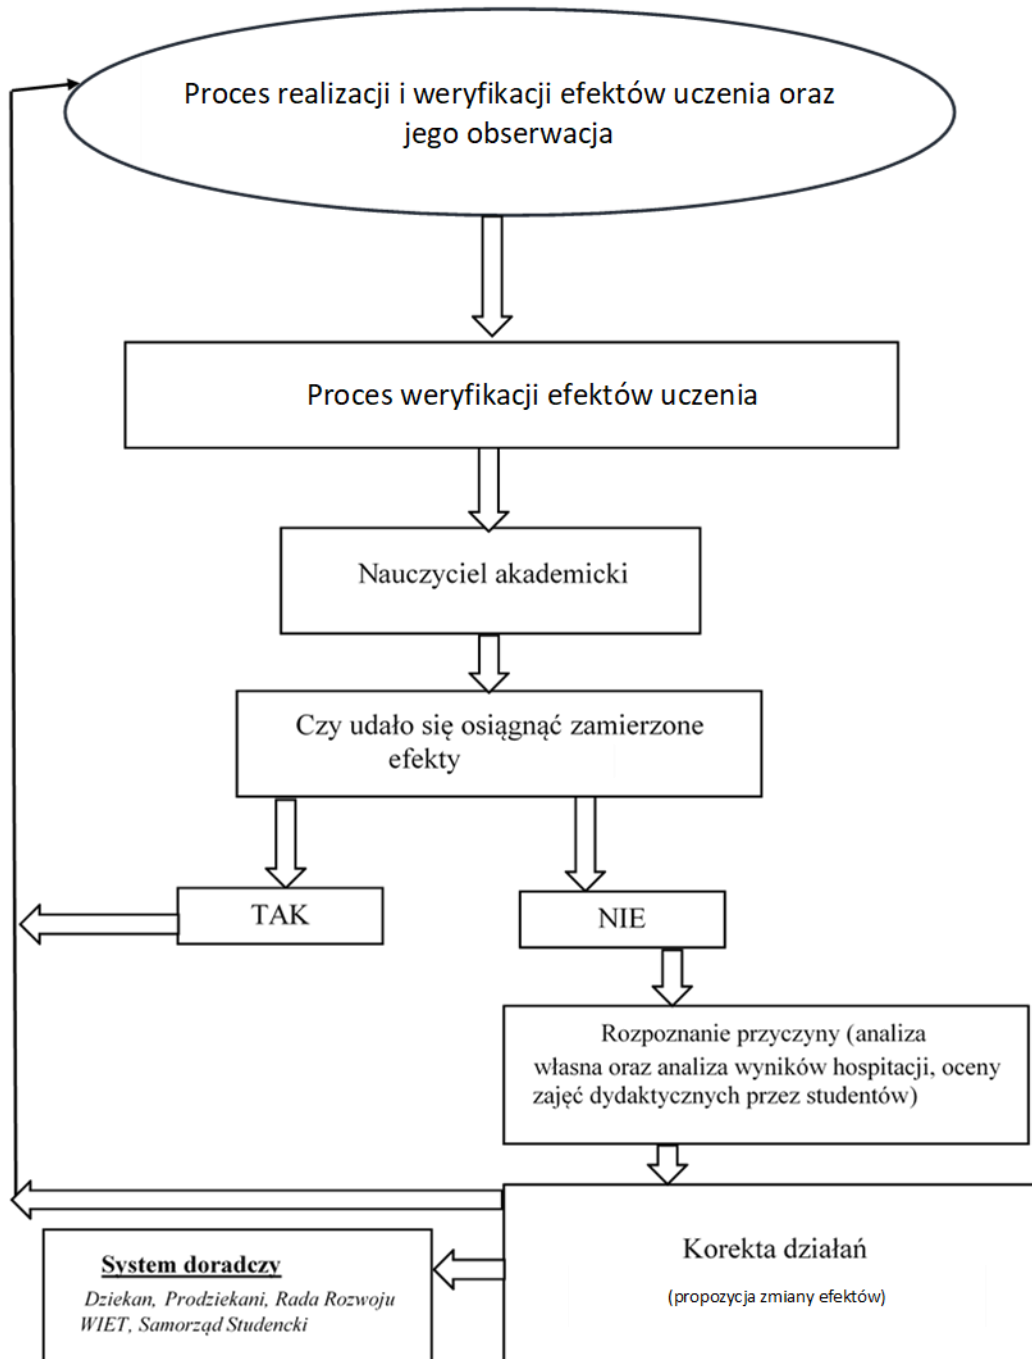 Proces realizacji i weryfikacji efektów uczenia oraz
jego obserwacja
Proces weryfikacji efektów uczenia
Nauczyciel akademicki
Czy udało się osiągnąć zamierzone
efekty
TAK
NIE
Rozpoznanie przyczyny (analiza
własna oraz analiza wyników hospitacji, oceny
zajęć dydaktycznych przez studentów)
Korekta działań
(propozycja zmiany efektów)
System doradczy
Dziekan, Prodziekani, Rada Rozwoju
WIET, Samorząd Studencki